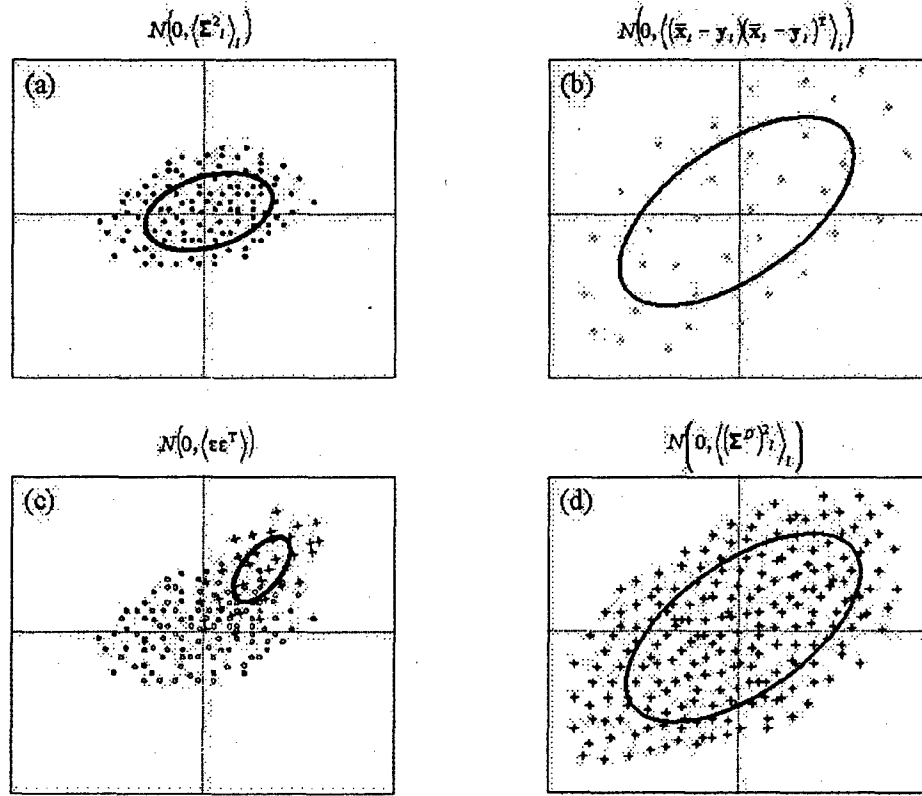 N(0, ⟨Σ²ᵢ⟩ᵢ)
N(0, ⟨(x̄ᵢ − yᵢ)(x̄ᵢ − yᵢ)ᵀ⟩ᵢ)
(a)
(b)
N(0, ⟨εεᵀ⟩)
N(0, ⟨(Σᴰ)²ᵢ⟩ᵢ)
(c)
(d)